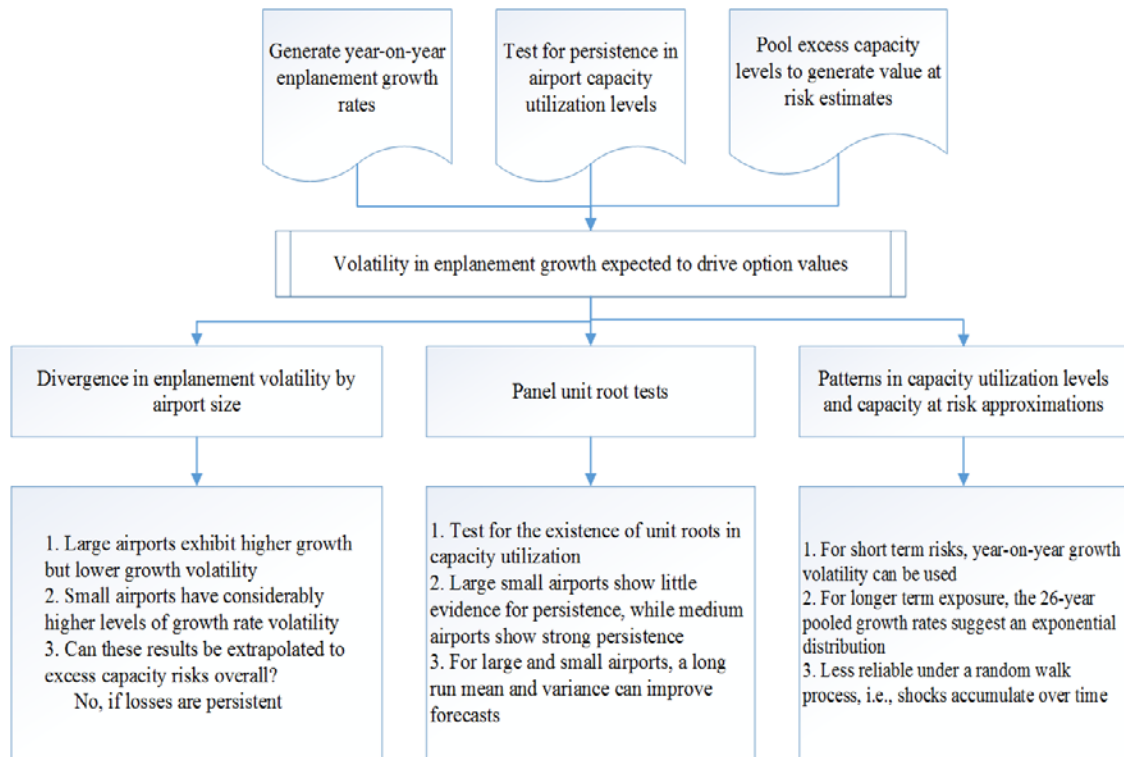 Generate year-on-year
enplanement growth
rates
Test for persistence in
airport capacity
utilization levels
Pool excess capacity
levels to generate value at
risk estimates
Volatility in enplanement growth expected to drive option values
Divergence in enplanement volatility by
airport size
Panel unit root tests
Patterns in capacity utilization levels
and capacity at risk approximations
1. Large airports exhibit higher growth
but lower growth volatility
2. Small airports have considerably
higher levels of growth rate volatility
3. Can these results be extrapolated to
excess capacity risks overall?
No, if losses are persistent
1. Test for the existence of unit roots in
capacity utilization
2. Large small airports show little
evidence for persistence, while medium
airports show strong persistence
3. For large and small airports, a long
run mean and variance can improve
forecasts
1. For short term risks, year-on-year growth
volatility can be used
2. For longer term exposure, the 26-year
pooled growth rates suggest an exponential
distribution
3. Less reliable under a random walk
process, i.e., shocks accumulate over time